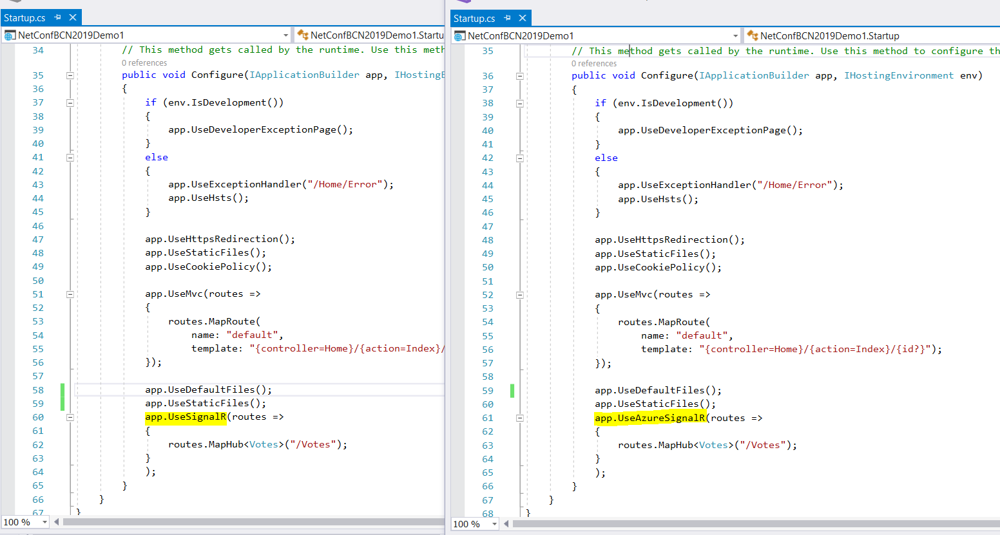 Startup.cs
NetConfBCN2019Demo1 NetConfBCN2019Demo1.Startu
34 // This method gets called by the runtime. Use this meth
0 references
35 public void Configure(IApplicationBuilder app, IHostingE
36 {
37 if (env.IsDevelopment())
38 {
39 app.UseDeveloperExceptionPage();
40 }
41 else
42 {
43 app.UseExceptionHandler("/Home/Error");
44 app.UseHsts();
45 }
46
47 app.UseHttpsRedirection();
48 app.UseStaticFiles();
49 app.UseCookiePolicy();
50
51 app.UseMvc(routes =>
52 {
53 routes.MapRoute(
54 name: "default",
55 template: "{controller=Home}/{action=Index}/
56 });
57
58 app.UseDefaultFiles();
59 app.UseStaticFiles();
60 app.UseSignalR(routes =>
61 {
62 routes.MapHub<Votes>("/Votes");
63 }
64 );
65 }
66 }
67 }
100 %
Startup.cs
NetConfBCN2019Demo1 NetConfBCN2019Demo1.Startup
35 // This method gets called by the runtime. Use this method to configure th
0 references
36 public void Configure(IApplicationBuilder app, IHostingEnvironment env)
37 {
38 if (env.IsDevelopment())
39 {
40 app.UseDeveloperExceptionPage();
41 }
42 else
43 {
44 app.UseExceptionHandler("/Home/Error");
45 app.UseHsts();
46 }
47
48 app.UseHttpsRedirection();
49 app.UseStaticFiles();
50 app.UseCookiePolicy();
51
52 app.UseMvc(routes =>
53 {
54 routes.MapRoute(
55 name: "default",
56 template: "{controller=Home}/{action=Index}/{id?}");
57 });
58
59 app.UseDefaultFiles();
60 app.UseStaticFiles();
61 app.UseAzureSignalR(routes =>
62 {
63 routes.MapHub<Votes>("/Votes");
64 }
65 );
66 }
67 }
68 }
100 %